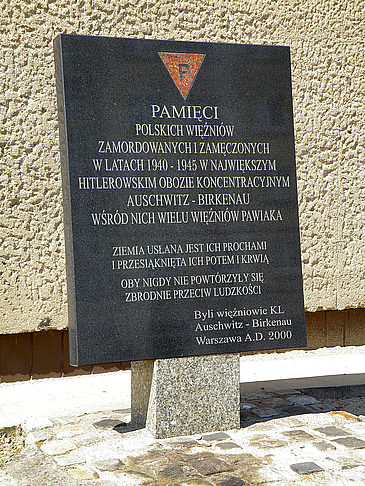 P
PAMIĘCI
POLSKICH WIĘŹNIÓW
ZAMORDOWANYCH I ZAMĘCZONYCH
W LATACH 1940 - 1945 W NAJWIĘKSZYM
HITLEROWSKIM OBOZIE KONCENTRACYJNYM
AUSCHWITZ - BIRKENAU
WŚRÓD NICH WIELU WIĘŹNIÓW PAWIAKA
ZIEMIA USŁANA JEST ICH PROCHAMI
I PRZESIĄKNIĘTA ICH POTEM I KRWIĄ
OBY NIGDY NIE POWTÓRZYŁY SIĘ
ZBRODNIE PRZECIW LUDZKOŚCI
Byli więźniowie KL
Auschwitz - Birkenau
Warszawa A.D. 2000